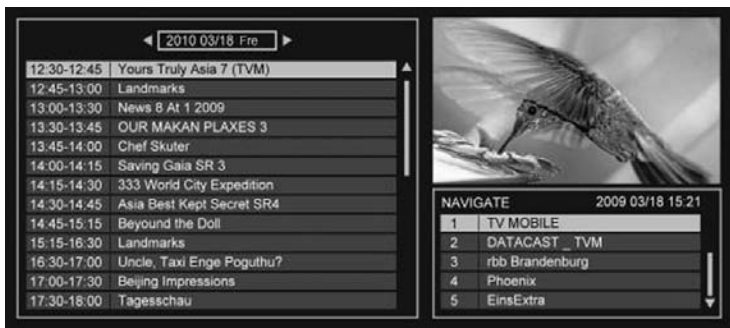 2010 03/18 Fre
12:30-12:45 Yours Truly Asia 7 (TVM)
12:45-13:00 Landmarks
13:00-13:30 News 8 At 1 2009
13.30-13:45 OUR MAKAN PLAXES 3
13.45-14:00 Chef Skuter
14:00-14:15 Saving Gaia SR 3
14:15-14:30 333 World City Expedition
14:30-14:45 Asia Best Kept Secret SR4
14:45-15:15 Beyound the Doll
15:15-16:30 Landmarks
16:30-17:00 Uncle, Taxi Enge Poguthu?
17:00-17:30 Beijing Impressions
17:30-18:00 Tagesschau
NAVIGATE 2009 03/18 15:21
1 TV MOBILE
2 DATACAST _ TVM
3 rbb Brandenburg
4 Phoenix
5 EinsExtra